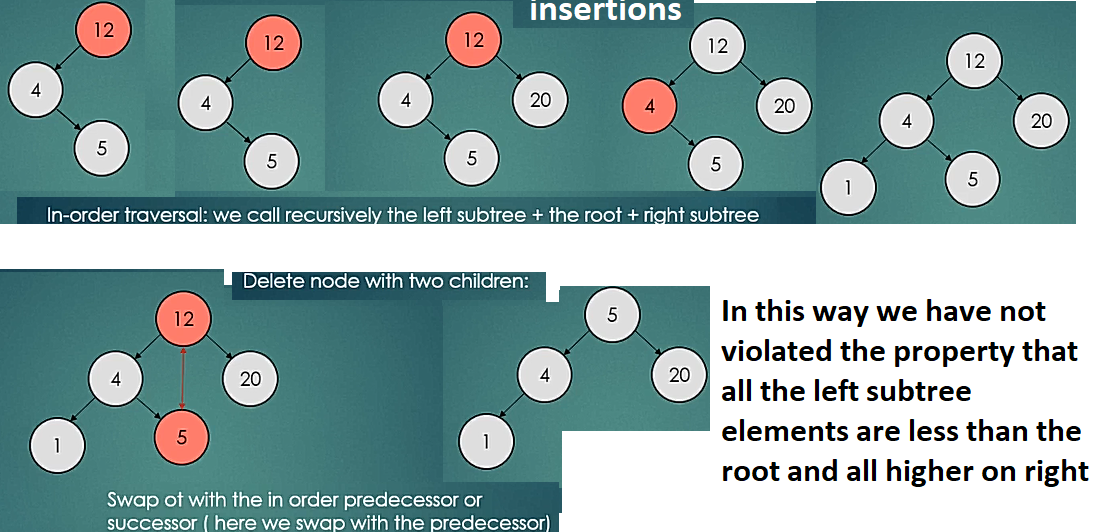 insertions
12
4
5
12
4
5
12
4
20
5
12
4
20
5
12
4
20
1
5
In-order traversal: we call recursively the left subtree + the root + right subtree
Delete node with two children:
12
4
20
1
5
Swap ot with the in order predecessor or
successor ( here we swap with the predecessor)
5
4
20
1
In this way we have not
violated the property that
all the left subtree
elements are less than the
root and all higher on right